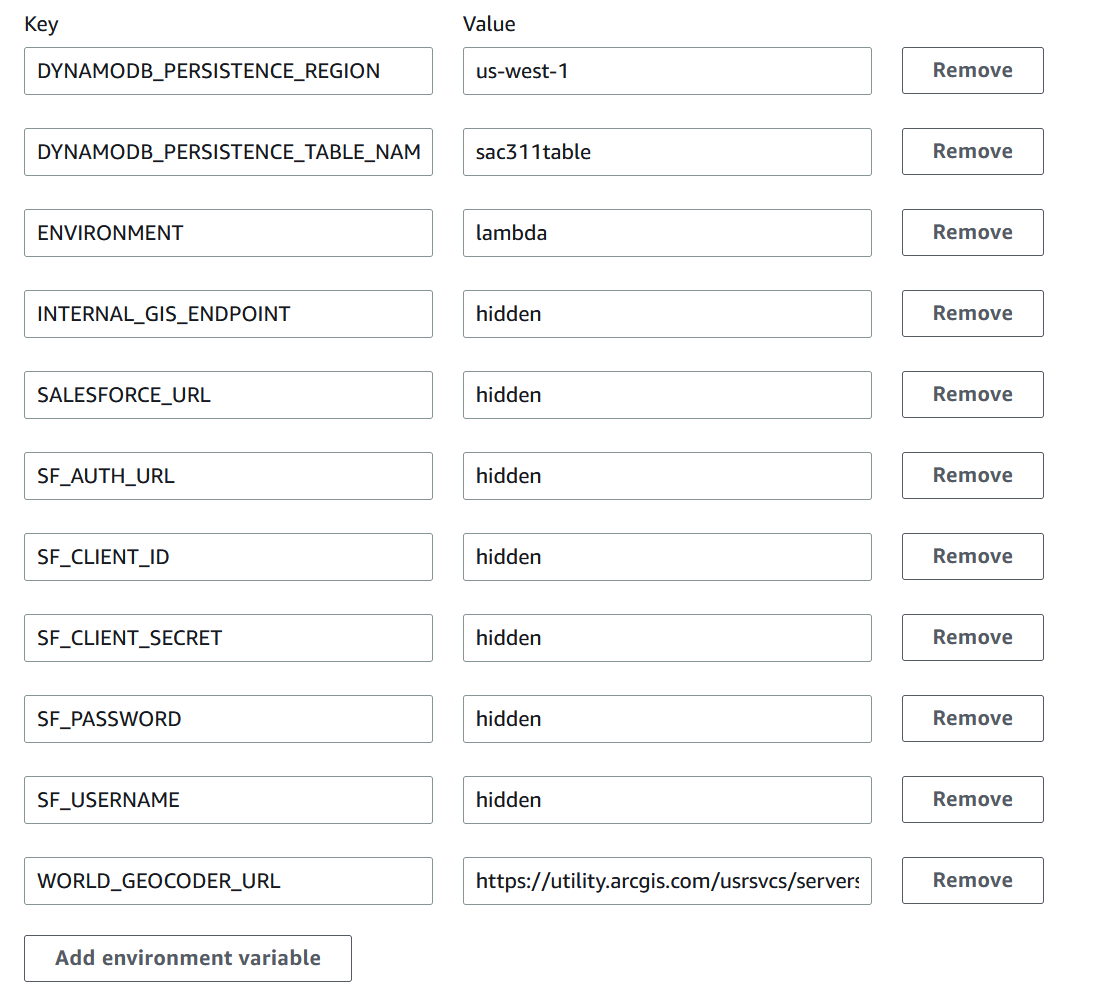 Key Value
DYNAMODB_PERSISTENCE_REGION us-west-1 Remove
DYNAMODB_PERSISTENCE_TABLE_NAM sac311table Remove
ENVIRONMENT lambda Remove
INTERNAL_GIS_ENDPOINT hidden Remove
SALESFORCE_URL hidden Remove
SF_AUTH_URL hidden Remove
SF_CLIENT_ID hidden Remove
SF_CLIENT_SECRET hidden Remove
SF_PASSWORD hidden Remove
SF_USERNAME hidden Remove
WORLD_GEOCODER_URL https://utility.arcgis.com/usrsvcs/servers Remove
Add environment variable